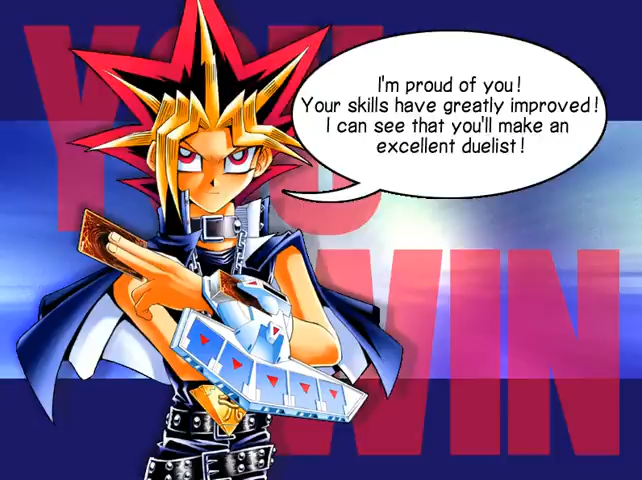 YOU
WIN
I'm proud of you!
Your skills have greatly improved!
I can see that you'll make an
excellent duelist!